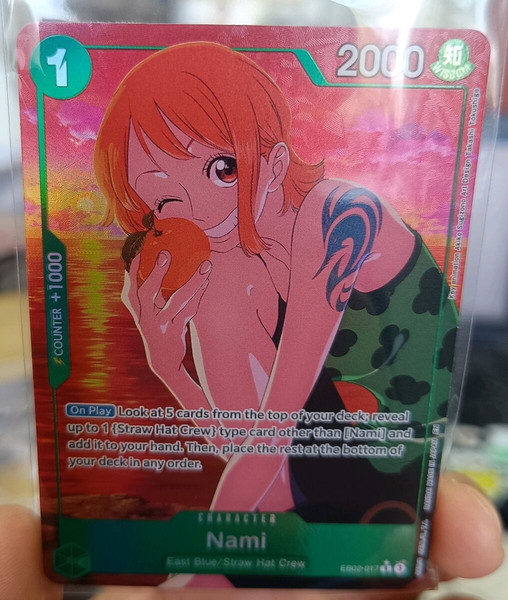 1
2000
知
WISDOM
COUNTER +1000
On Play Look at 5 cards from the top of your deck; reveal
up to 1 {Straw Hat Crew} type card other than [Nami] and
add it to your hand. Then, place the rest at the bottom of
your deck in any order.
CHARACTER
Nami
East Blue/Straw Hat Crew
EB02-017